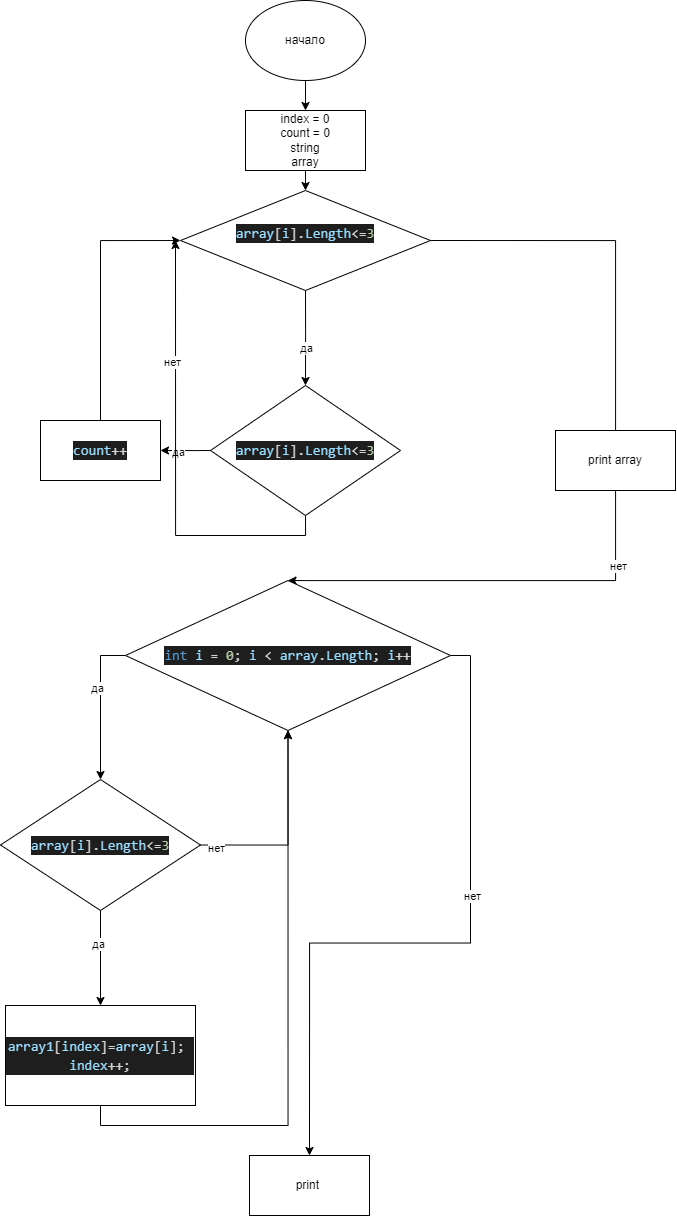 начало
index = 0
count = 0
string
array
array[i].Length<=3
да
нет
array[i].Length<=3
да
count++
print array
нет
int i = 0; i < array.Length; i++
да
array[i].Length<=3
нет
нет
да
array1[index]=array[i];
index++;
print